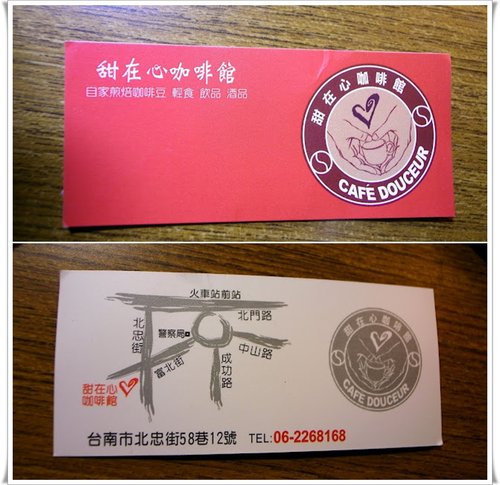 甜在心咖啡館
自家煎焙咖啡豆 輕食 飲品 酒品
甜在心咖啡館
CAFÉ DOUCEUR
火車站前站
北忠街
警察局
北門路
中山路
富北街
成功路
甜在心
咖啡館
甜在心咖啡館
CAFÉ DOUCEUR
台南市北忠街58巷12號 TEL:06-2268168